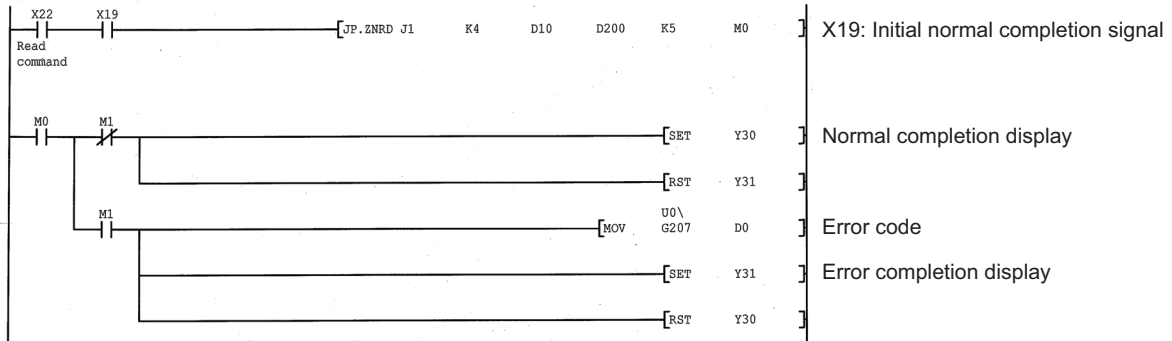 X22 X19
[JP.ZNRD J1 K4 D10 D200 K5 M0 ] X19: Initial normal completion signal
Read
command
M0 M1
[SET Y30 ] Normal completion display
[RST Y31 ]
M1 U0\
[MOV G207 D0 ] Error code
[SET Y31 ] Error completion display
[RST Y30 ]